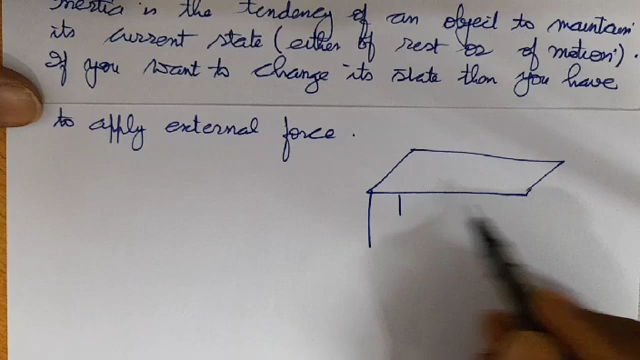 Inertia is the tendency of an object to maintain
its current state (either of rest or of motion).
If you want to change its state then you have
to apply external force.